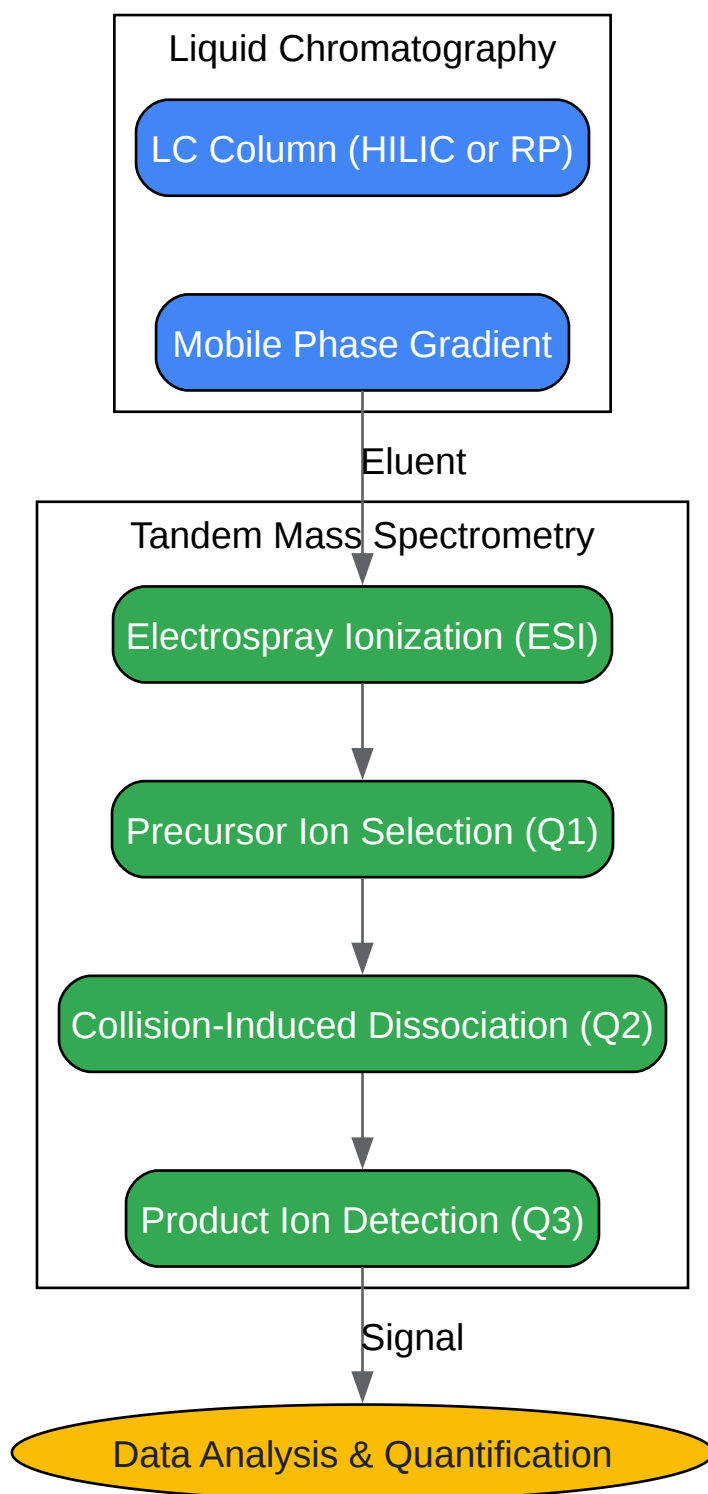 Liquid Chromatography
LC Column (HILIC or RP)
Mobile Phase Gradient
Eluent
Tandem Mass Spectrometry
Electrospray Ionization (ESI)
Precursor Ion Selection (Q1)
Collision-Induced Dissociation (Q2)
Product Ion Detection (Q3)
Signal
Data Analysis & Quantification